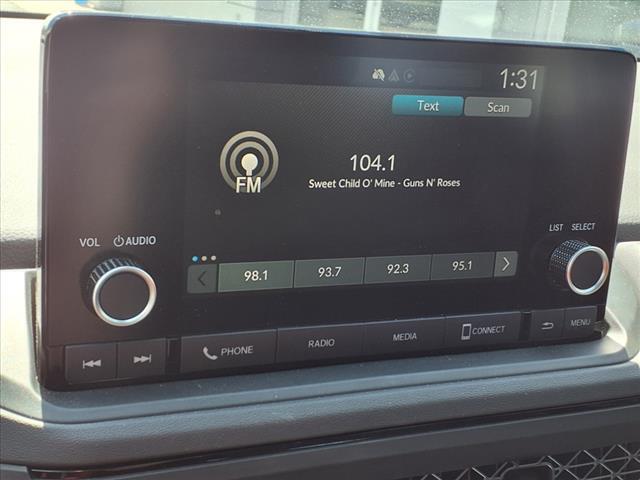 1:31
Text Scan
104.1
FM
Sweet Child O' Mine - Guns N' Roses
VOL AUDIO
LIST SELECT
98.1 93.7 92.3 95.1
PHONE RADIO MEDIA CONNECT MENU